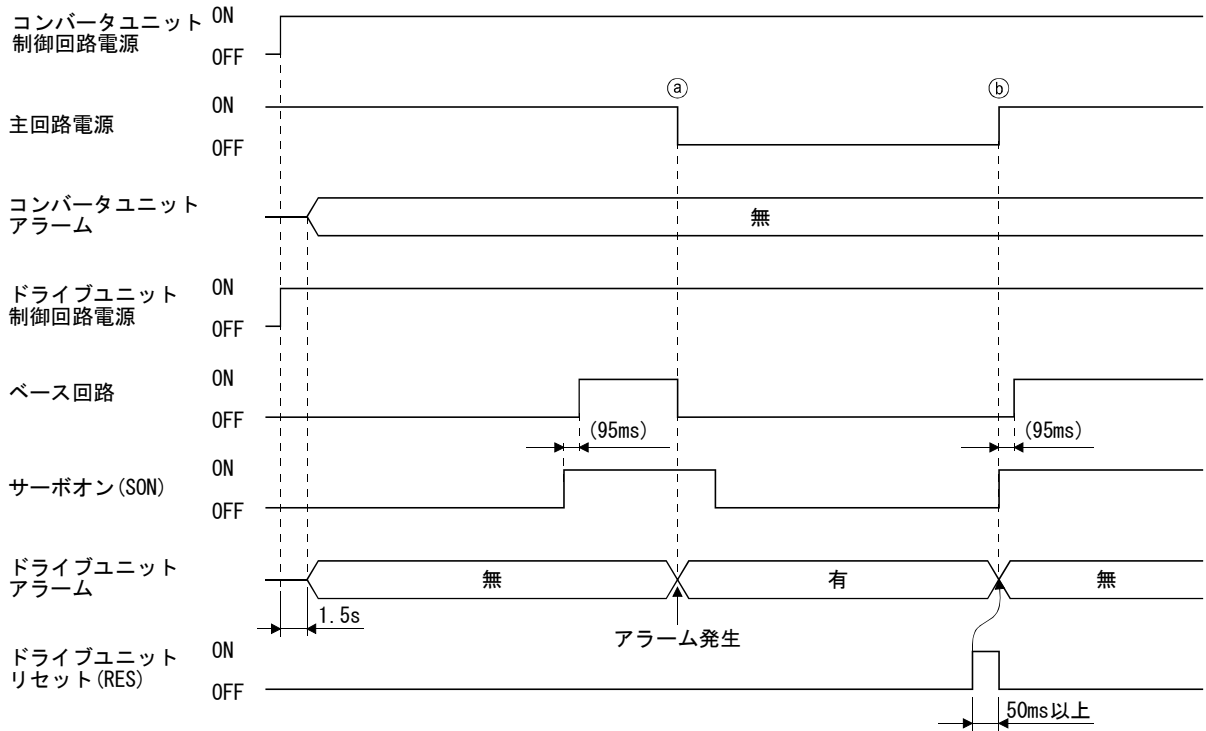 コンバータユニット
制御回路電源
ON
OFF
ⓐ
ⓑ
主回路電源
ON
OFF
コンバータユニット
アラーム
無
ドライブユニット
制御回路電源
ON
OFF
ベース回路
ON
OFF
(95ms)
(95ms)
サーボオン(SON)
ON
OFF
ドライブユニット
アラーム
無
有
無
1.5s
アラーム発生
ドライブユニット
リセット(RES)
ON
OFF
50ms以上